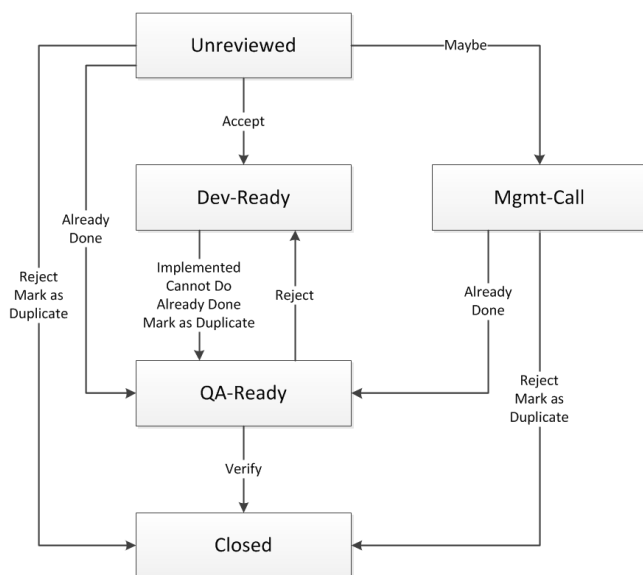 Unreviewed
Maybe
Accept
Dev-Ready
Mgmt-Call
Already
Done
Implemented
Cannot Do
Already Done
Mark as Duplicate
Reject
Reject
Mark as
Duplicate
Already
Done
QA-Ready
Reject
Mark as
Duplicate
Verify
Closed